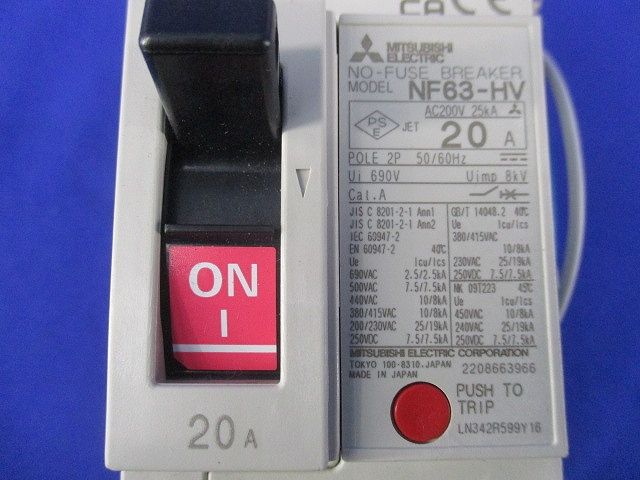 MITSUBISHI
ELECTRIC
NO-FUSE BREAKER
MODEL NF63-HV
PS
E
JET
AC200V 25kA
20 A
POLE 2P 50/60Hz
Ui 690V Uimp 8kV
Cat.A
JIS C 8201-2-1 Ann1
JIS C 8201-2-1 Ann2
IEC 60947-2
EN 60947-2 40℃
Ue Icu/Ics
690VAC 2.5/2.5kA
500VAC 7.5/7.5kA
440VAC 10/8kA
380/415VAC 10/8kA
200/230VAC 25/19kA
250VDC 7.5/7.5kA
GB/T 14048.2 40℃
Ue Icu/Ics
380/415VAC
10/8kA
230VAC 25/19kA
250VDC 7.5/7.5kA
NK 09T223 45℃
Ue Icu/Ics
450VAC 10/8kA
240VAC 25/19kA
250VDC 7.5/7.5kA
MITSUBISHI ELECTRIC CORPORATION
TOKYO 100-8310, JAPAN
MADE IN JAPAN
2208663966
PUSH TO
TRIP
LN342R599Y16
ON
I
20 A